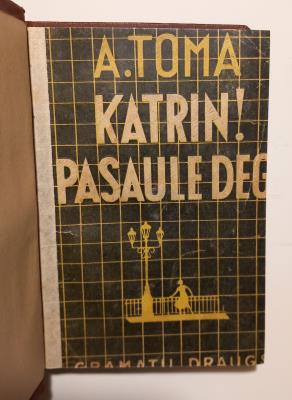 A. TOMA
KATRIN!
PASAULE DEG
GRAMATU DRAUGS